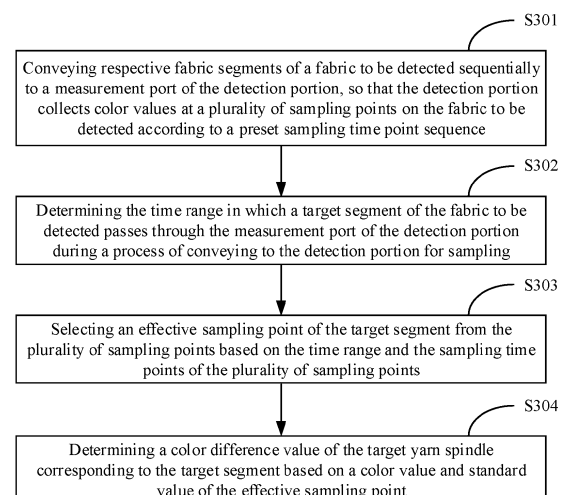 S301
Conveying respective fabric segments of a fabric to be detected sequentially
to a measurement port of the detection portion, so that the detection portion
collects color values at a plurality of sampling points on the fabric to be
detected according to a preset sampling time point sequence
S302
Determining the time range in which a target segment of the fabric to be
detected passes through the measurement port of the detection portion
during a process of conveying to the detection portion for sampling
S303
Selecting an effective sampling point of the target segment from the
plurality of sampling points based on the time range and the sampling time
points of the plurality of sampling points
S304
Determining a color difference value of the target yarn spindle
corresponding to the target segment based on a color value and standard
value of the effective sampling point